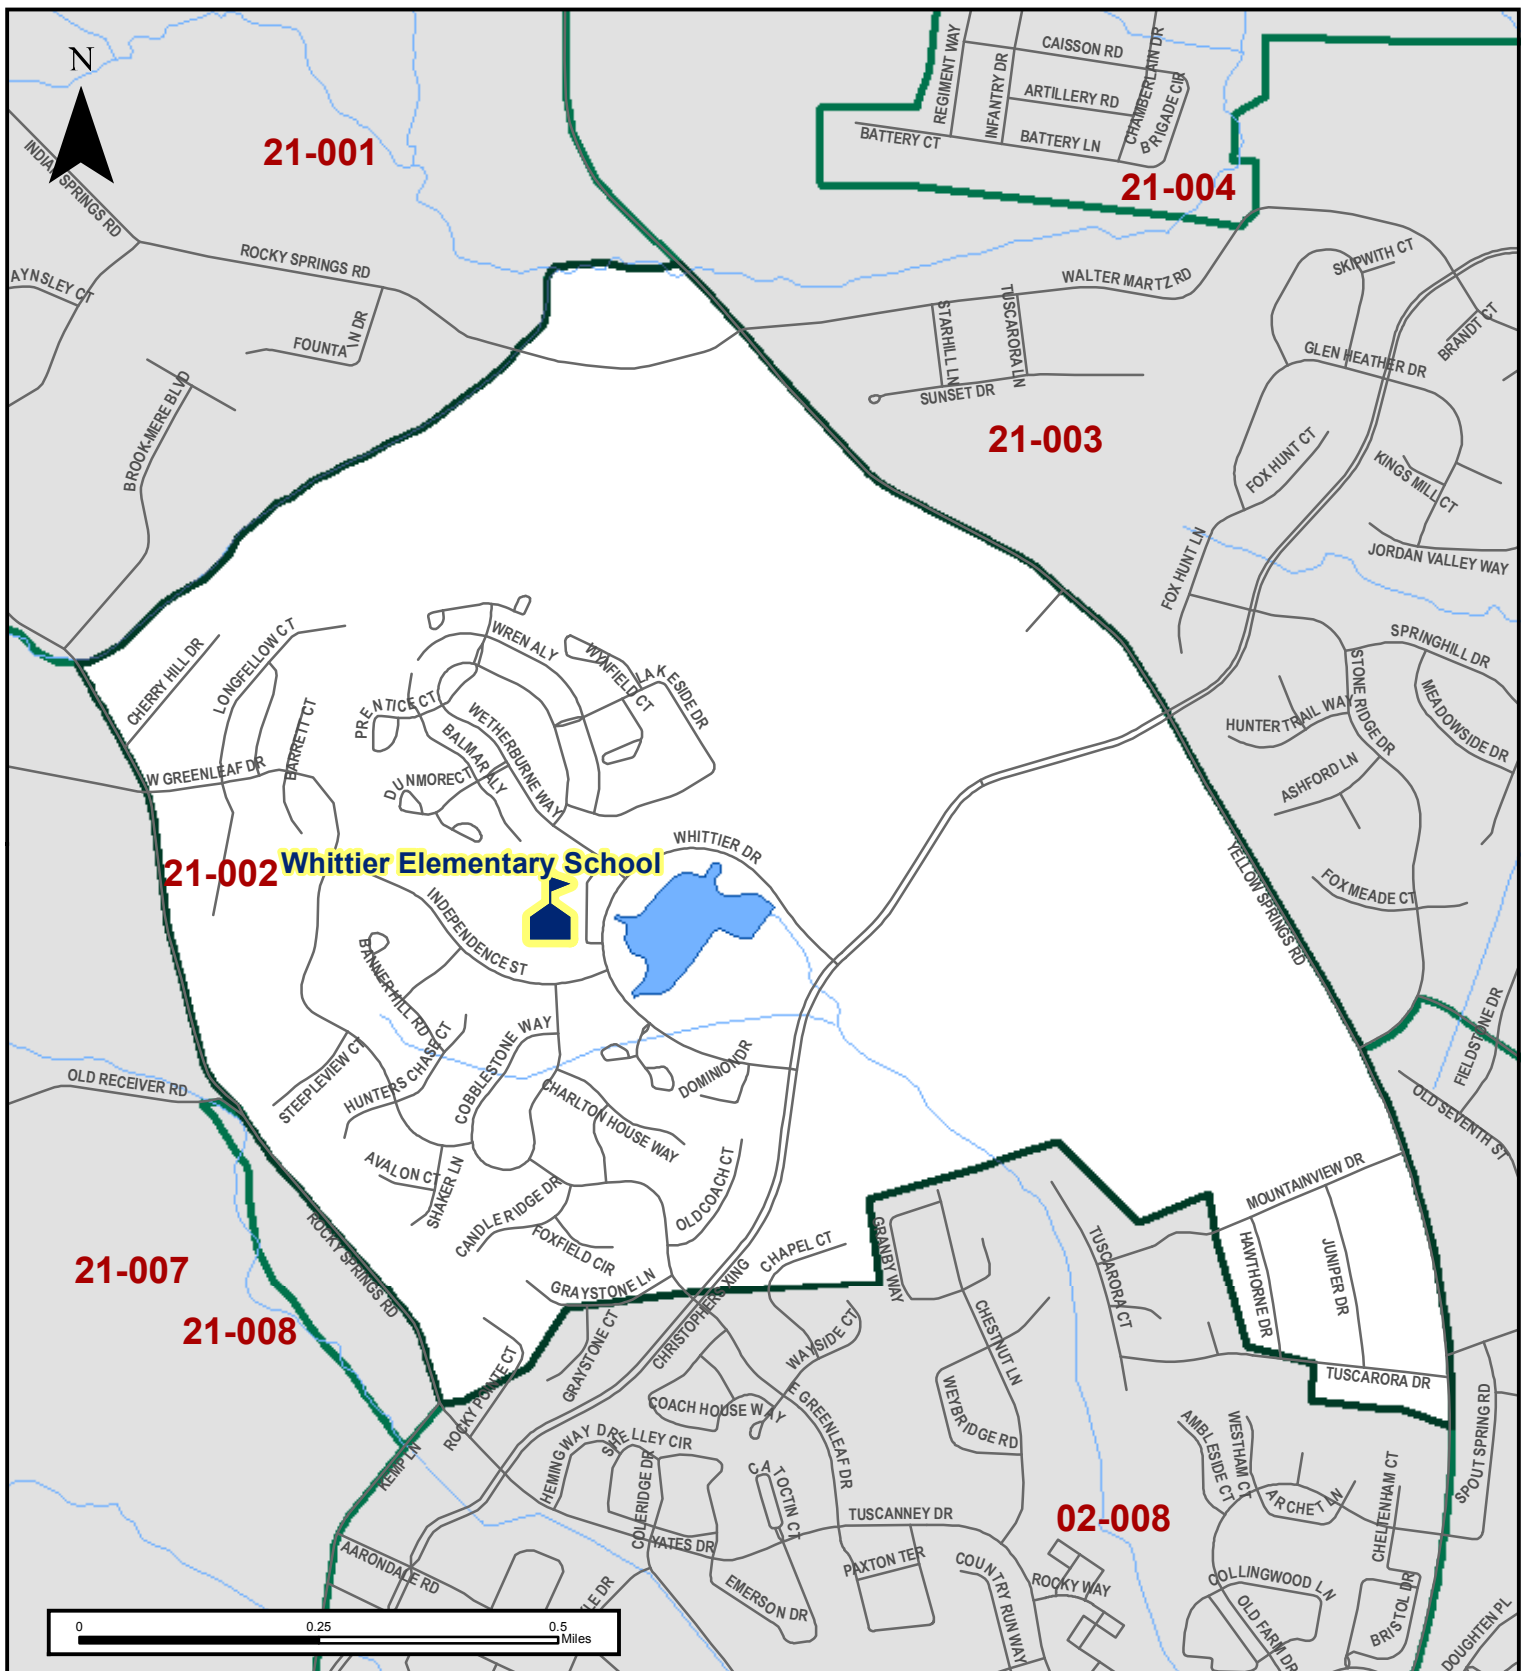 N
REGIMENT WAY
CAISSON RD
INFANTRY DR
ARTILLERY RD
CHAMBERLAIN DR
BRIGADE CIR
BATTERY CT
BATTERY LN
21-001
21-004
INDIAN SPRINGS RD
ROCKY SPRINGS RD
AYNSLEY CT
FOUNTAIN DR
BROOK-MERE BLVD
WALTER MARTZ RD
SKIPWITH CT
BRANDT CT
STARHILL LN
TUSCARORA LN
SUNSET DR
GLEN HEATHER DR
21-003
FOX HUNT CT
KINGS MILL CT
JORDAN VALLEY WAY
FOX HUNT LN
CHERRY HILL DR
LONGFELLOW CT
BARRETT CT
W GREENLEAF DR
WREN ALY
WYNFIELD CT
LAKESIDE DR
PRENTICE CT
WETHERBURNE WAY
BALMAR ALY
DUNMORE CT
SPRINGHILL DR
STONE RIDGE DR
MEADOWSIDE DR
HUNTER TRAIL WAY
ASHFORD LN
WHITTIER DR
21-002
Whittier Elementary School
YELLOW SPRINGS RD
FOX MEADE CT
INDEPENDENCE ST
BANNER HILL RD
FIELDSTONE DR
OLD SEVENTH ST
OLD RECEIVER RD
STEEPLEVIEW CT
HUNTERS CHASE CT
COBBLESTONE WAY
DOMINION DR
CHARLTON HOUSE WAY
AVALON CT
SHAKER LN
CANDLE RIDGE DR
OLD COACH CT
FOXFIELD CIR
MOUNTAINVIEW DR
HAWTHORNE DR
JUNIPER DR
ROCKY SPRINGS RD
GRAYSTONE LN
CHAPEL CT
GRANBY WAY
TUSCARORA CT
21-007
21-008
CHRISTOPHERS XING
CHESTNUT LN
WAYSIDE CT
GRAYSTONE CT
ROCKY POINTE CT
TUSCARORA DR
KEMP LN
COACH HOUSE WAY
E GREENLEAF DR
WEYBRIDGE RD
AMBLESIDE CT
WESTHAM CT
SPOUT SPRING RD
HEMING WAY DR
SHELLEY CIR
COLERIDGE DR
CATOCTIN CT
ARCHET LN
CHELTENHAM CT
TUSCANNEY DR
02-008
YATES DR
PAXTON TER
COUNTRY RUN WAY
ROCKY WAY
EMERSON DR
COLLINGWOOD LN
OLD FARM DR
BRISTOL DR
DOUGHTEN PL
AARONDALE RD
YLE DR
0 0.25 0.5
Miles